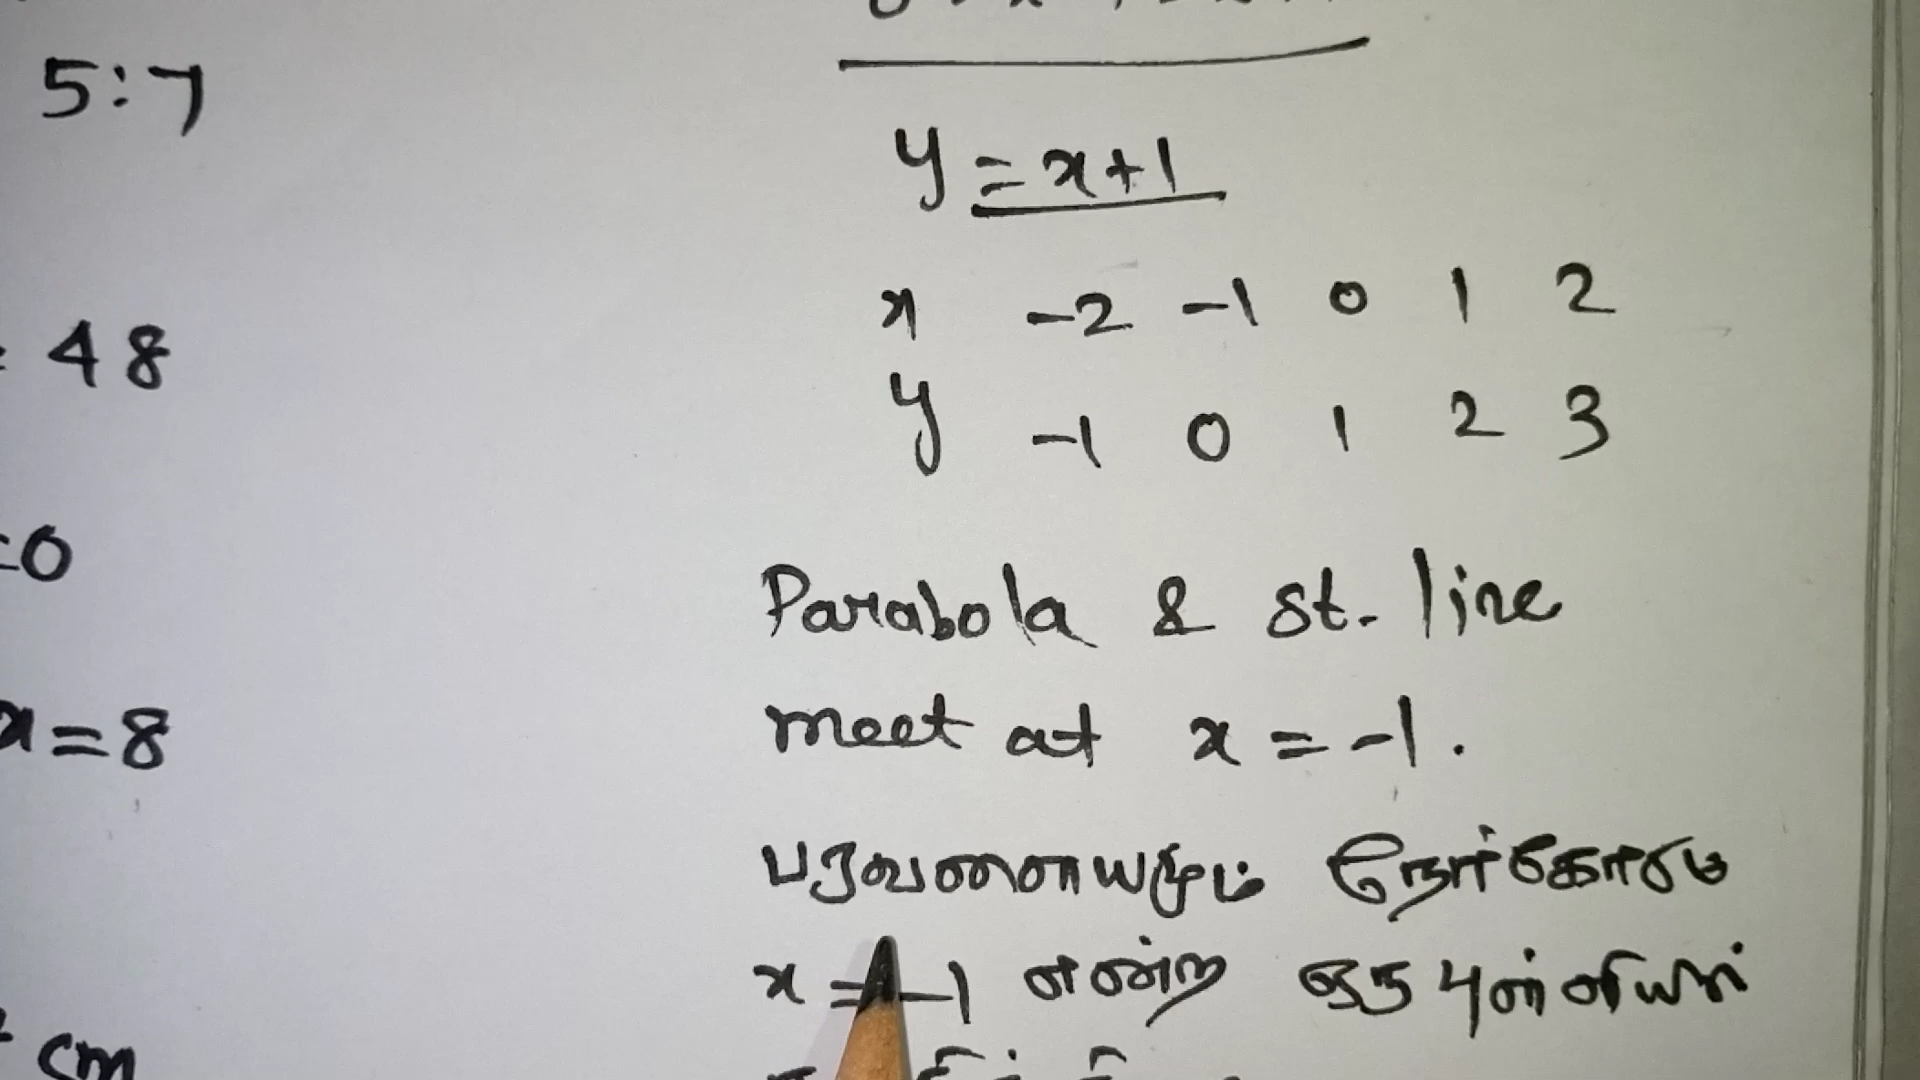 5:7
48
=0
x=8
cm
y=x+1
x -2 -1 0 1 2
y -1 0 1 2 3
Parabola & st. line
meet at x=-1.
பரவளையமும் நேர்கோடும்
x=-1 என்ற ஒரு புள்ளியில்